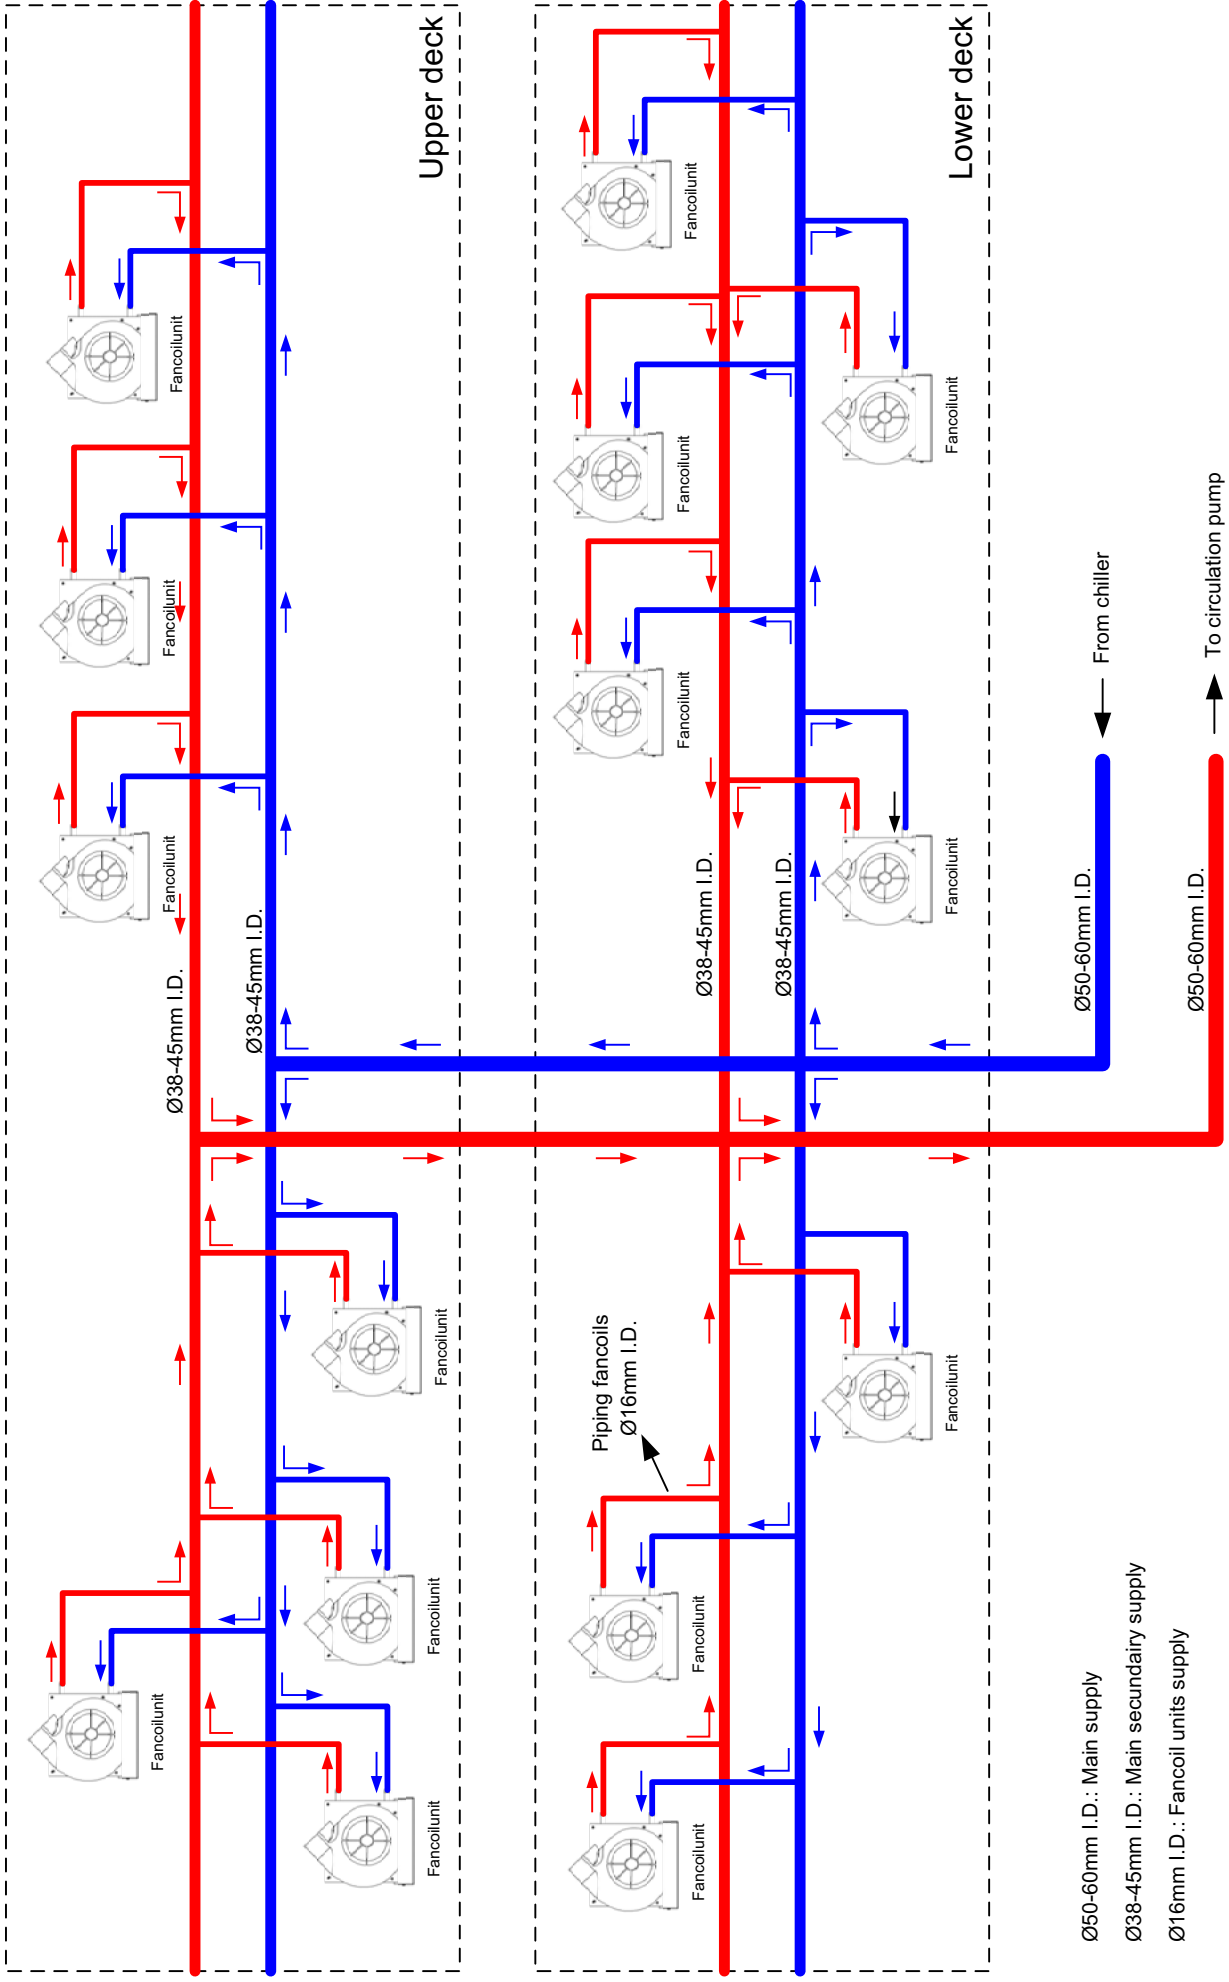 Fancoilunit
Fancoilunit
Fancoilunit
Fancoilunit
Ø38-45mm I.D.
Ø38-45mm I.D.
Fancoilunit
Fancoilunit
Fancoilunit
Upper deck
Piping fancoils
Ø16mm I.D.
Fancoilunit
Fancoilunit
Fancoilunit
Fancoilunit
Fancoilunit
Ø38-45mm I.D.
Ø38-45mm I.D.
Fancoilunit
Fancoilunit
Fancoilunit
Lower deck
Ø50-60mm I.D.
From chiller
Ø50-60mm I.D.
To circulation pump
Ø50-60mm I.D.: Main supply
Ø38-45mm I.D.: Main secundairy supply
Ø16mm I.D.: Fancoil units supply